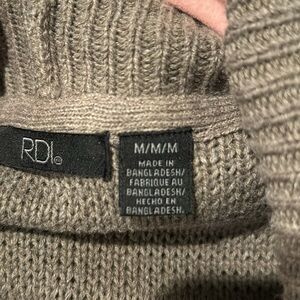 RDI®
M/M/M
MADE IN
BANGLADESH/
FABRIQUE AU
BANGLADESH/
HECHO EN
BANGLADESH.